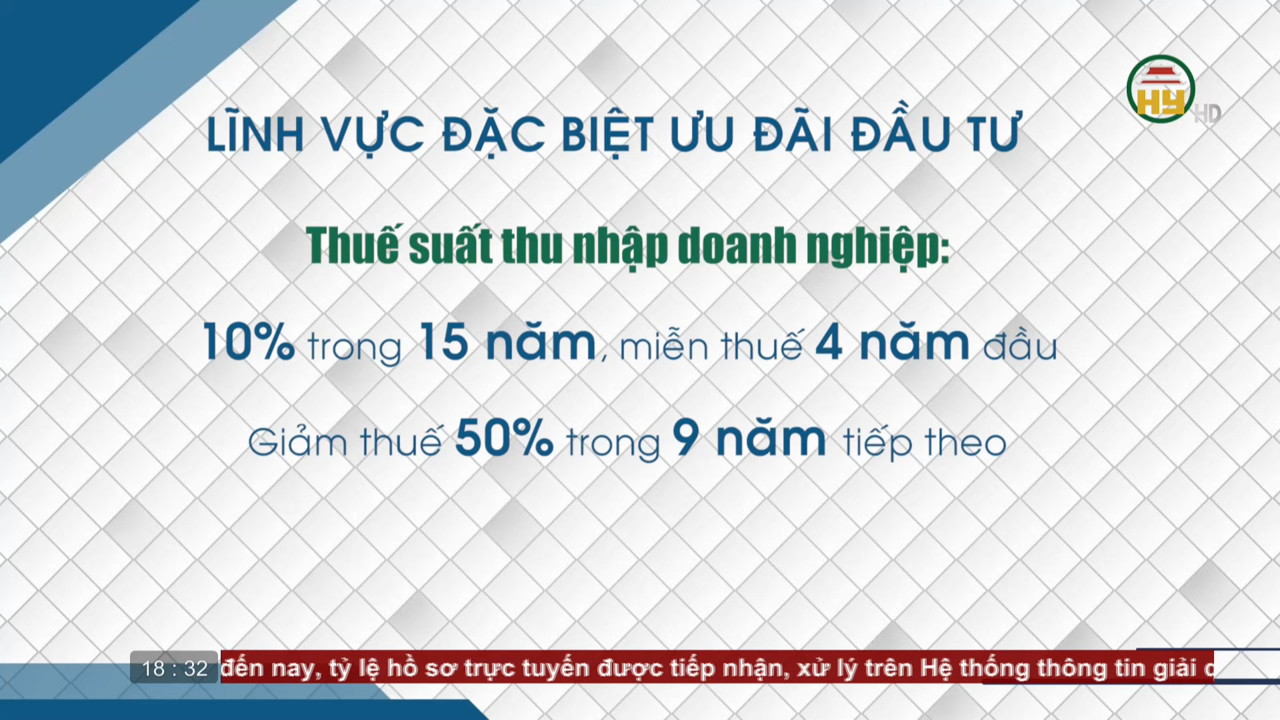 HY HD
LĨNH VỰC ĐẶC BIỆT ƯU ĐÃI ĐẦU TƯ
Thuế suất thu nhập doanh nghiệp:
10% trong 15 năm, miễn thuế 4 năm đầu
Giảm thuế 50% trong 9 năm tiếp theo
18 : 32 đến nay, tỷ lệ hồ sơ trực tuyến được tiếp nhận, xử lý trên Hệ thống thông tin giải